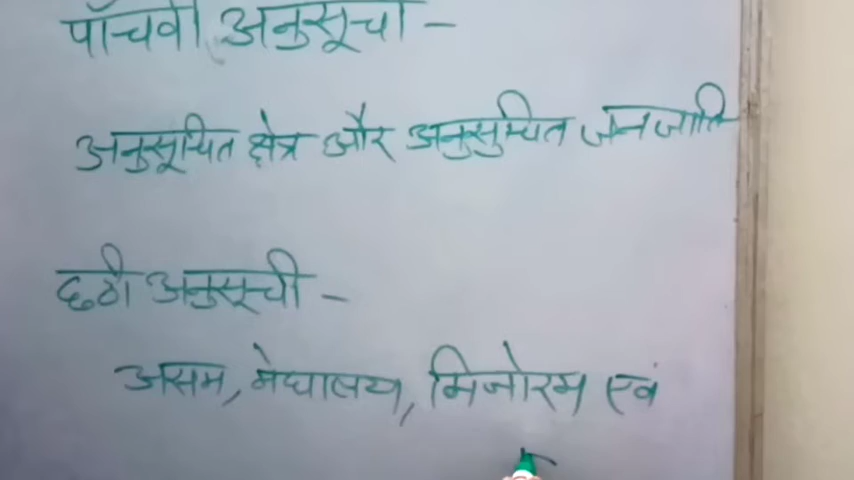 पाँचवी अनुसूची -
अनुसूचित क्षेत्र और अनुसुचित जनजाति
छठी अनुसूची -
असम, मेघालय, मिजोरम एवं